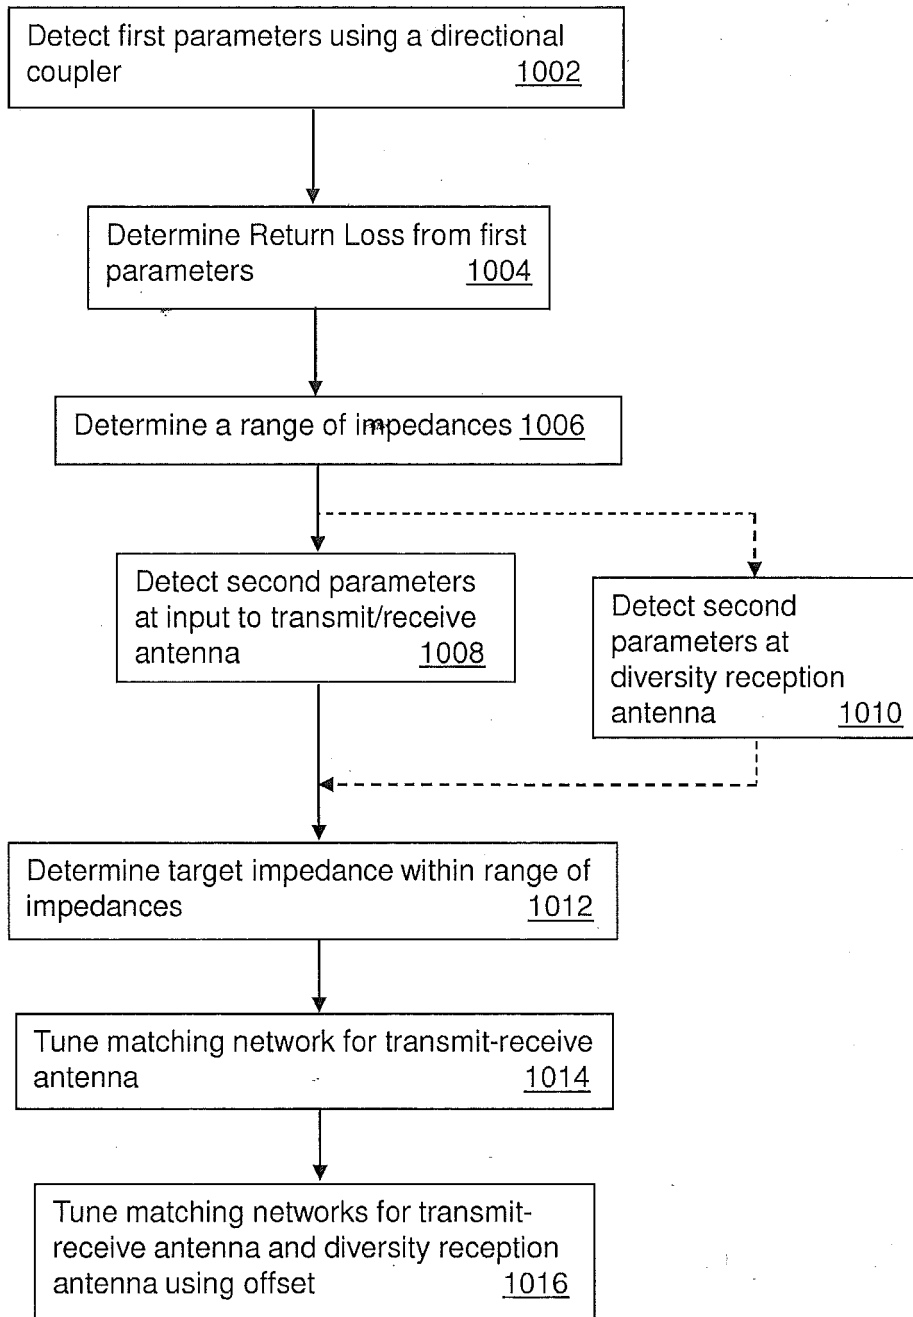 Detect first parameters using a directional
coupler 1002
Determine Return Loss from first
parameters 1004
Determine a range of impedances 1006
Detect second parameters
at input to transmit/receive
antenna 1008
Detect second
parameters at
diversity reception
antenna 1010
Determine target impedance within range of
impedances 1012
Tune matching network for transmit-receive
antenna 1014
Tune matching networks for transmit-
receive antenna and diversity reception
antenna using offset 1016